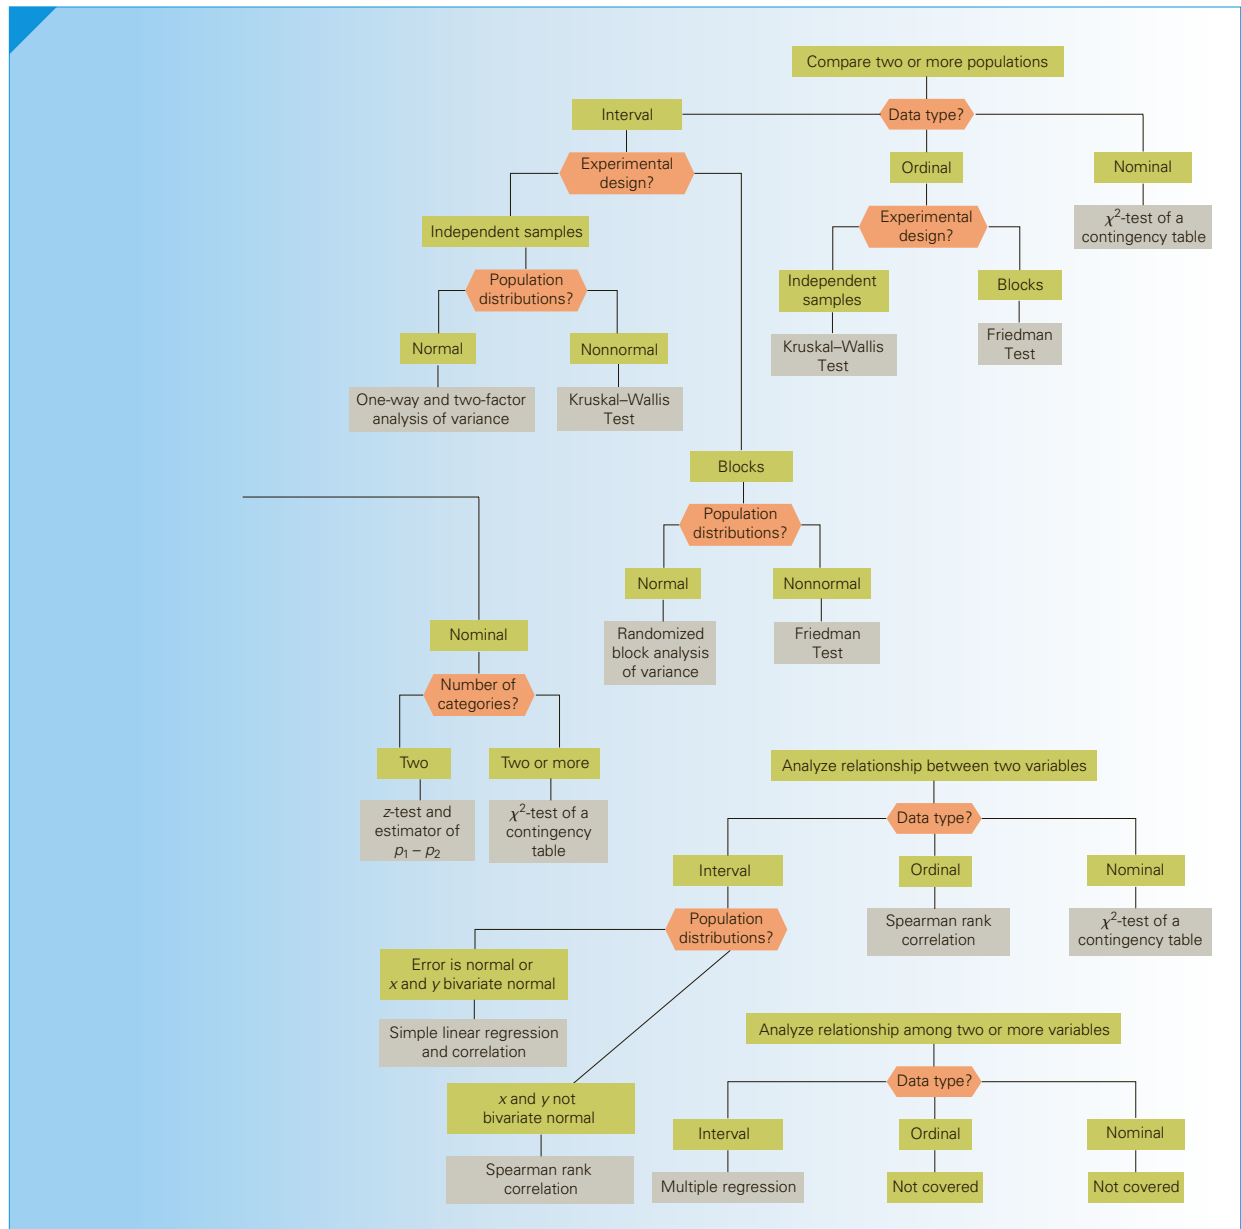 Compare two or more populations
Data type?
Interval
Experimental
design?
Independent samples
Population
distributions?
Normal
One-way and two-factor
analysis of variance
Nonnormal
Kruskal–Wallis
Test
Blocks
Population
distributions?
Normal
Randomized
block analysis
of variance
Nonnormal
Friedman
Test
Ordinal
Experimental
design?
Independent
samples
Kruskal–Wallis
Test
Blocks
Friedman
Test
Nominal
χ²-test of a
contingency table
Nominal
Number of
categories?
Two
z-test and
estimator of
p₁ – p₂
Two or more
χ²-test of a
contingency
table
Analyze relationship between two variables
Data type?
Interval
Population
distributions?
Error is normal or
x and y bivariate normal
Simple linear regression
and correlation
x and y not
bivariate normal
Spearman rank
correlation
Ordinal
Spearman rank
correlation
Nominal
χ²-test of a
contingency table
Analyze relationship among two or more variables
Data type?
Interval
Multiple regression
Ordinal
Not covered
Nominal
Not covered